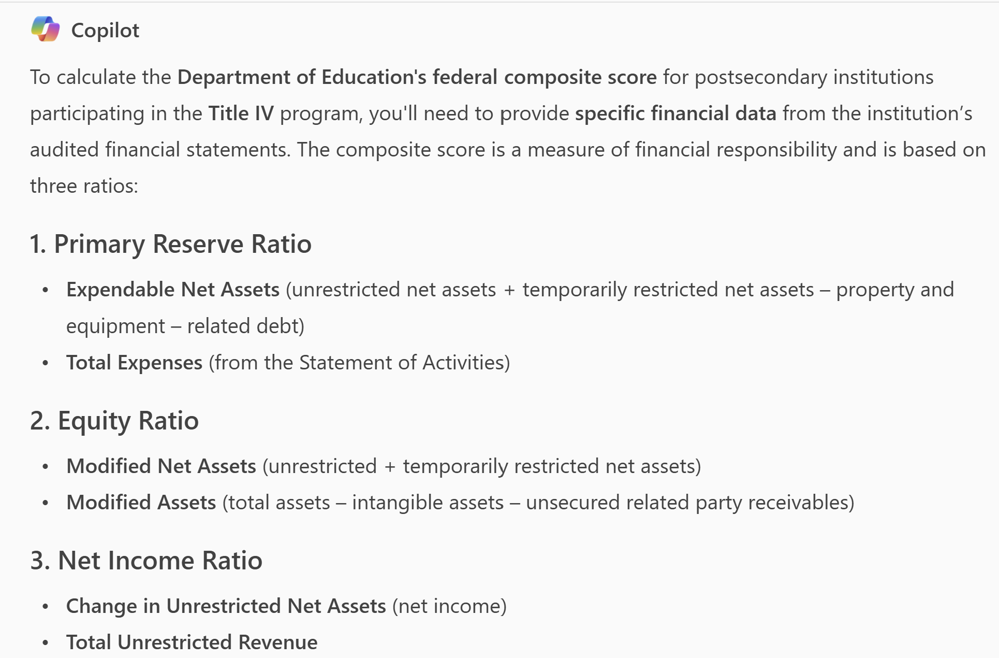 Copilot
To calculate the Department of Education's federal composite score for postsecondary institutions
participating in the Title IV program, you'll need to provide specific financial data from the institution’s
audited financial statements. The composite score is a measure of financial responsibility and is based on
three ratios:
1. Primary Reserve Ratio
• Expendable Net Assets (unrestricted net assets + temporarily restricted net assets – property and
equipment – related debt)
• Total Expenses (from the Statement of Activities)
2. Equity Ratio
• Modified Net Assets (unrestricted + temporarily restricted net assets)
• Modified Assets (total assets – intangible assets – unsecured related party receivables)
3. Net Income Ratio
• Change in Unrestricted Net Assets (net income)
• Total Unrestricted Revenue